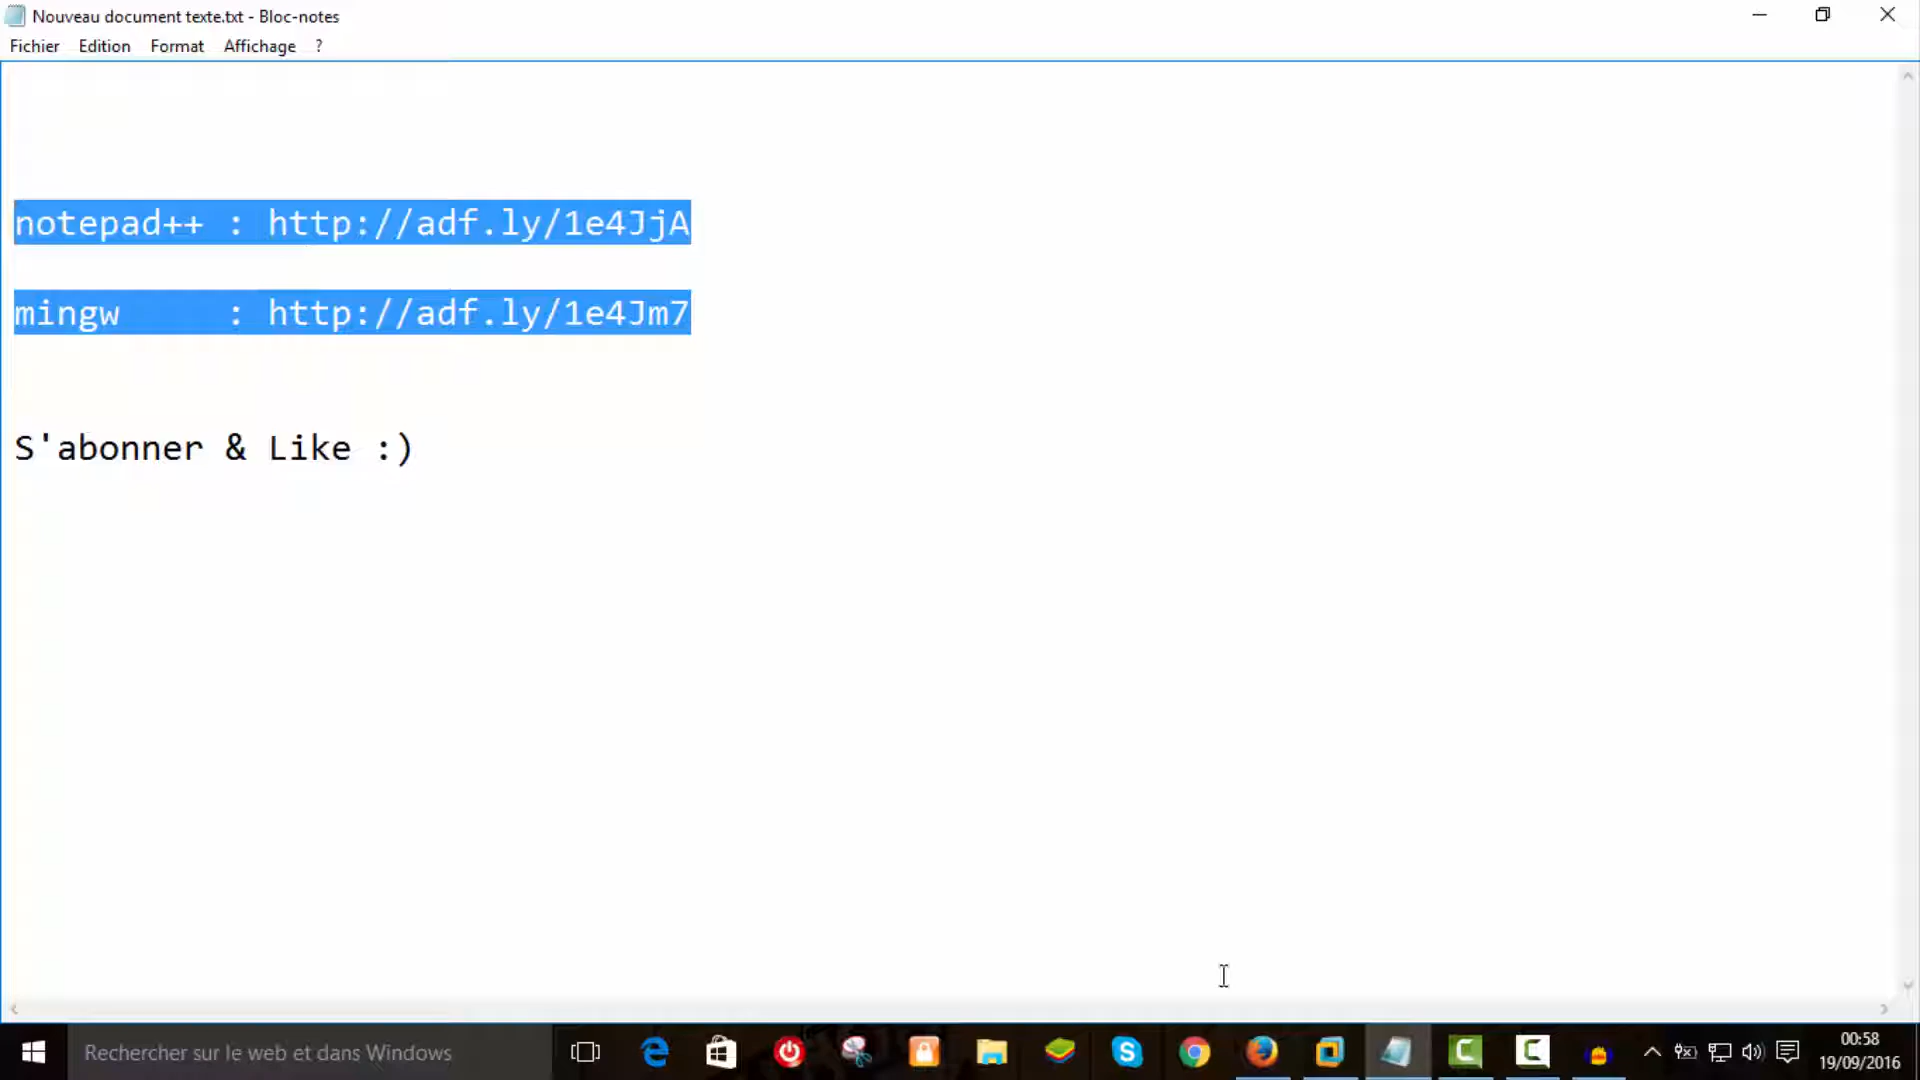 Nouveau document texte.txt - Bloc-notes
Fichier Edition Format Affichage ?
notepad++ : http://adf.ly/1e4JjA
mingw : http://adf.ly/1e4Jm7
S'abonner & Like :)
Rechercher sur le web et dans Windows
00:58
19/09/2016